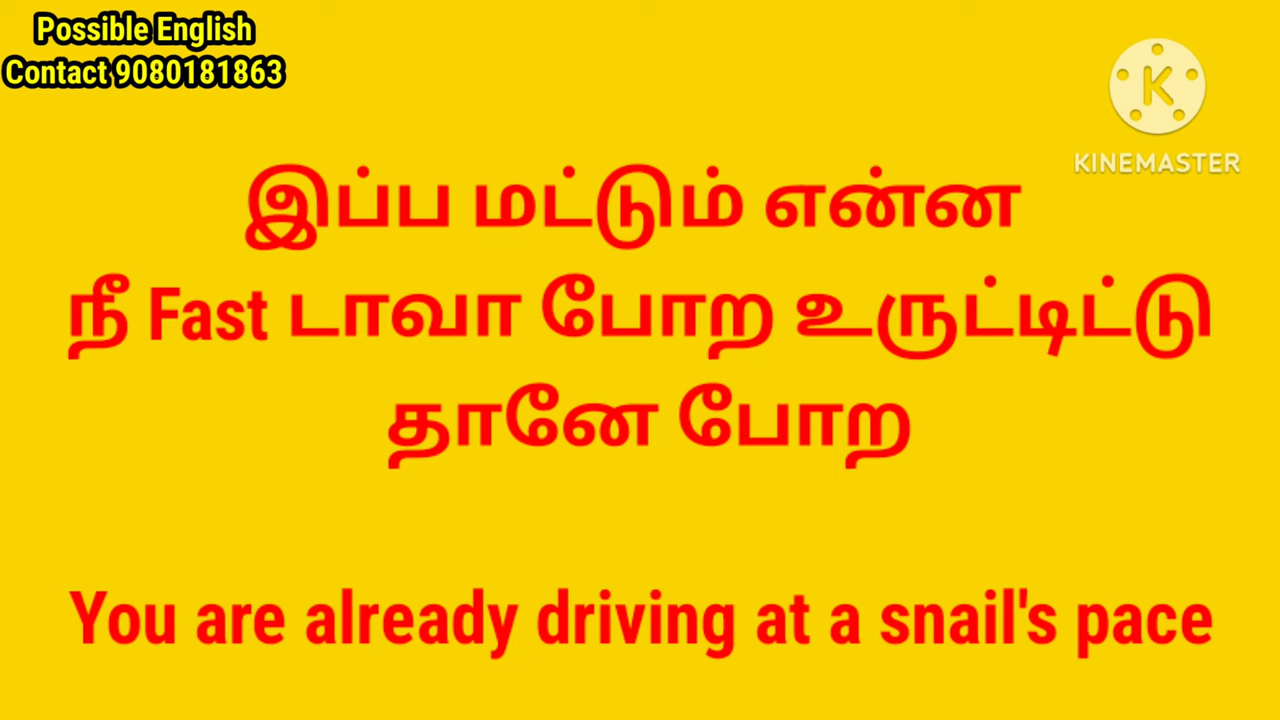 Possible English
Contact 9080181863
KINEMASTER
இப்ப மட்டும் என்ன
நீ Fast டாவா போற உருட்டிட்டு
தானே போற
You are already driving at a snail's pace